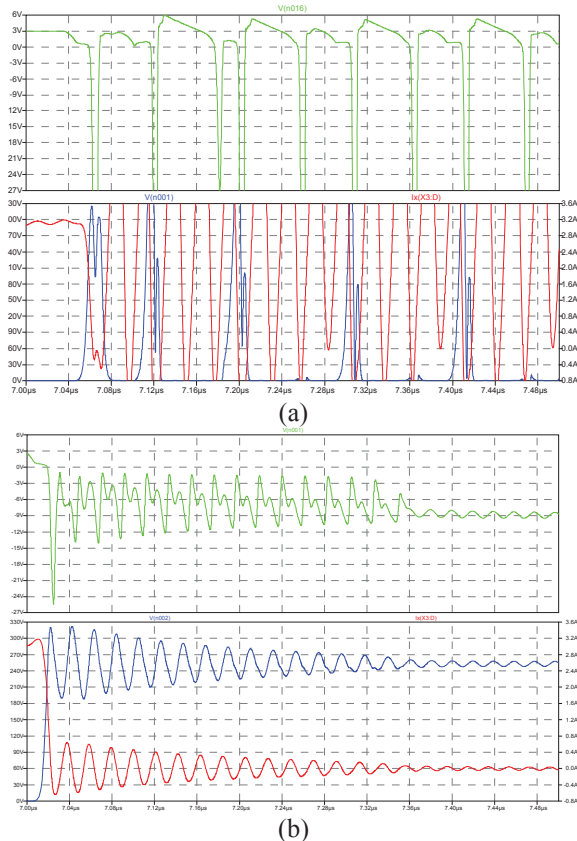 V(n016)
6V
3V
0V
-3V
-6V
-9V
12V
15V
18V
21V
24V
27V
V(n001) Ix(X3:D)
30V 3.6A
00V 3.2A
70V 2.8A
40V 2.4A
10V 2.0A
80V 1.6A
50V 1.2A
20V 0.8A
90V 0.4A
60V 0.0A
30V -0.4A
0V -0.8A
7.00µs 7.04µs 7.08µs 7.12µs 7.16µs 7.20µs 7.24µs 7.28µs 7.32µs 7.36µs 7.40µs 7.44µs 7.48µs
(a)
V(n001)
6V
3V
0V
-3V
-6V
-9V
-12V
-15V
-18V
-21V
-24V
-27V
V(n002) Ix(X3:D)
330V 3.6A
300V 3.2A
270V 2.8A
240V 2.4A
210V 2.0A
180V 1.6A
150V 1.2A
120V 0.8A
90V 0.4A
60V 0.0A
30V -0.4A
0V -0.8A
7.00µs 7.04µs 7.08µs 7.12µs 7.16µs 7.20µs 7.24µs 7.28µs 7.32µs 7.36µs 7.40µs 7.44µs 7.48µs
(b)